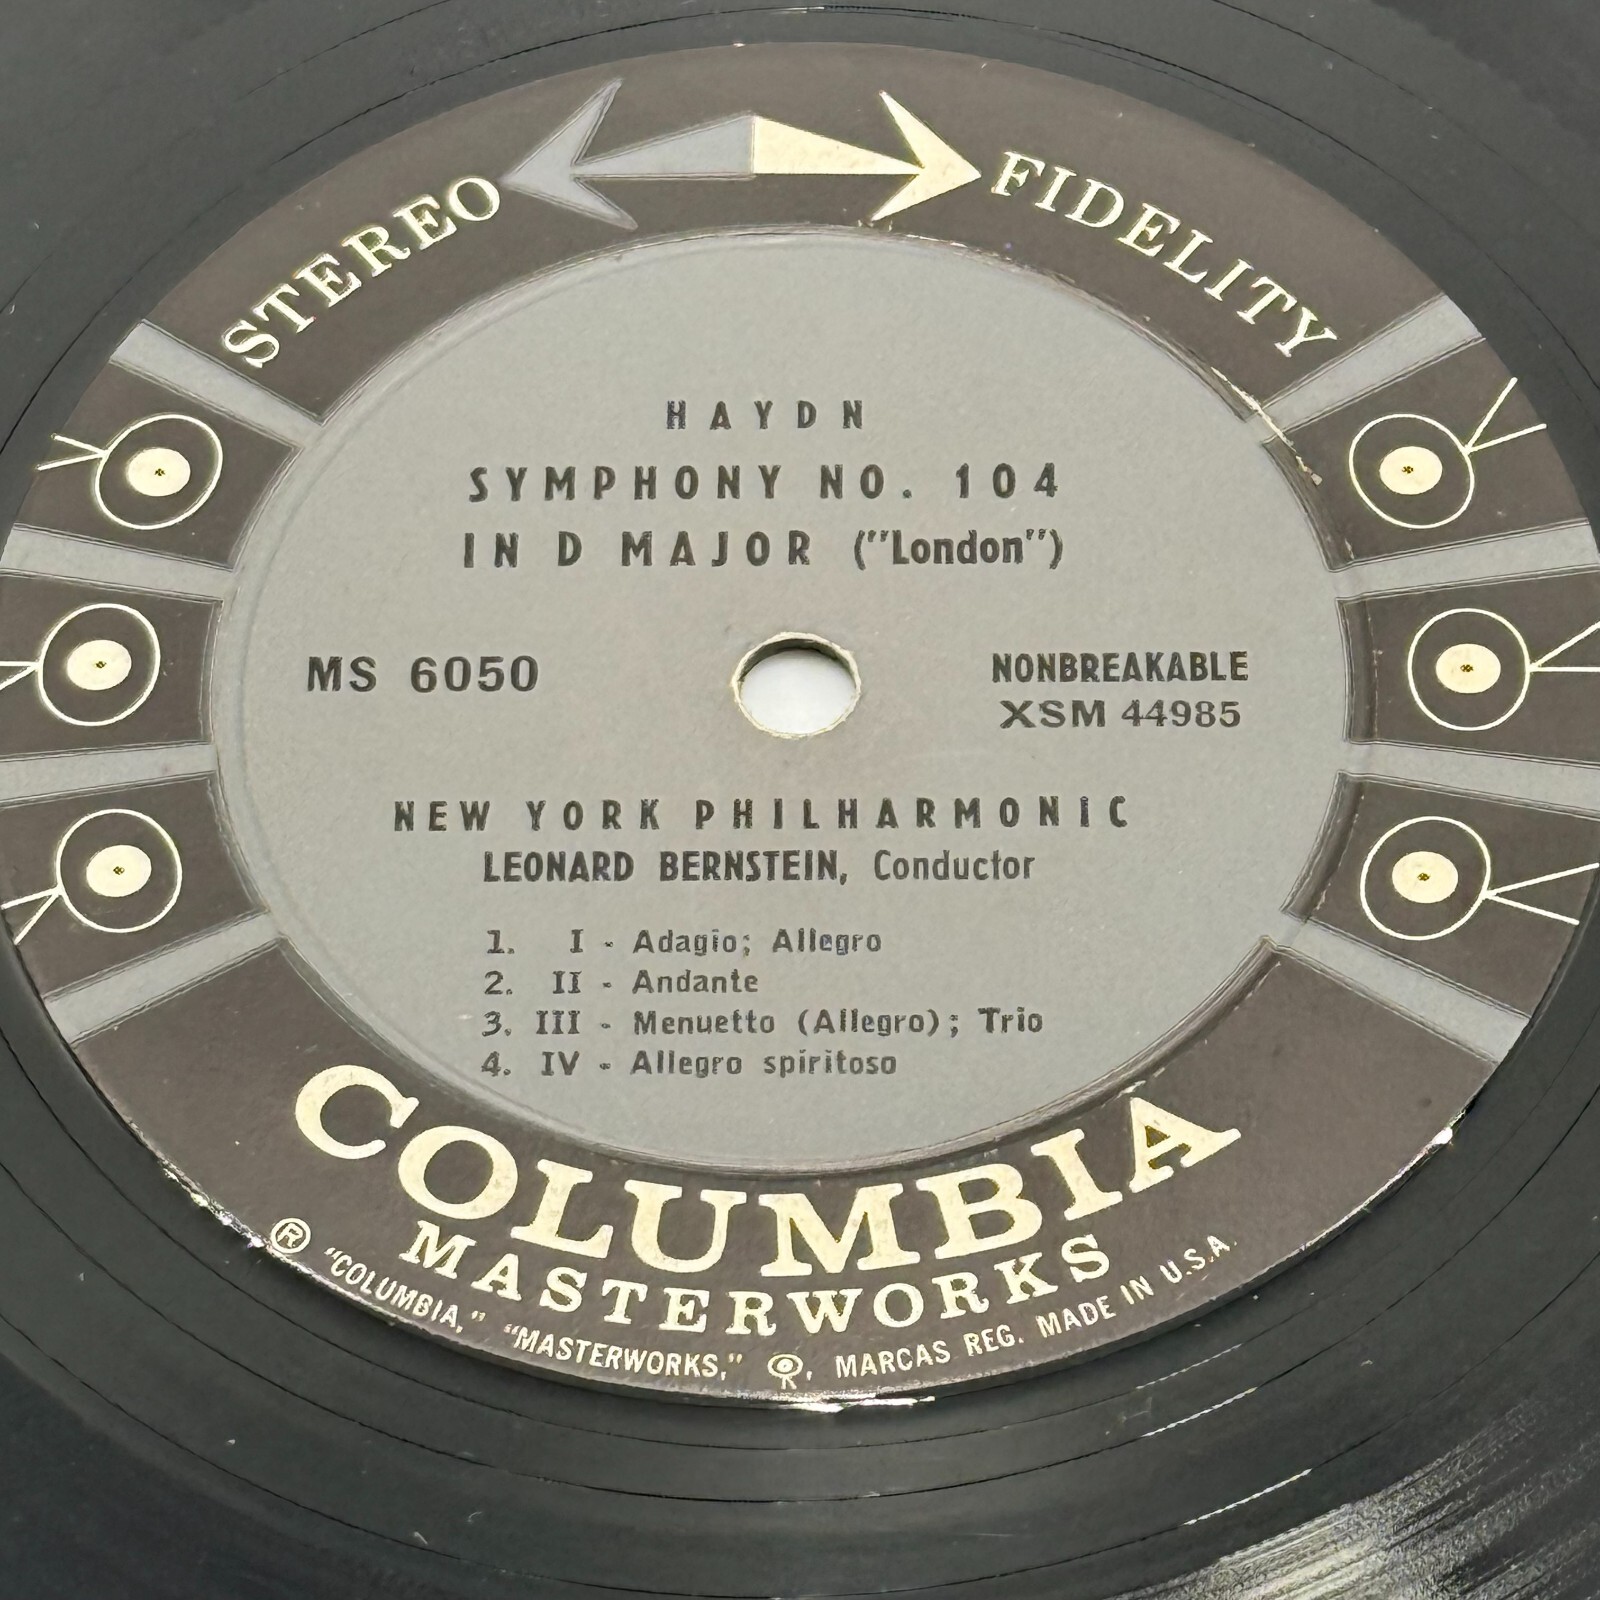 STEREO FIDELITY
HAYDN
SYMPHONY NO. 104
IN D MAJOR ("London")
MS 6050
NONBREAKABLE
XSM 44985
NEW YORK PHILHARMONIC
LEONARD BERNSTEIN, Conductor
1. I - Adagio; Allegro
2. II - Andante
3. III - Menuetto (Allegro); Trio
4. IV - Allegro spiritoso
COLUMBIA
MASTERWORKS
® "COLUMBIA," "MASTERWORKS," , MARCAS REG. MADE IN U.S.A.